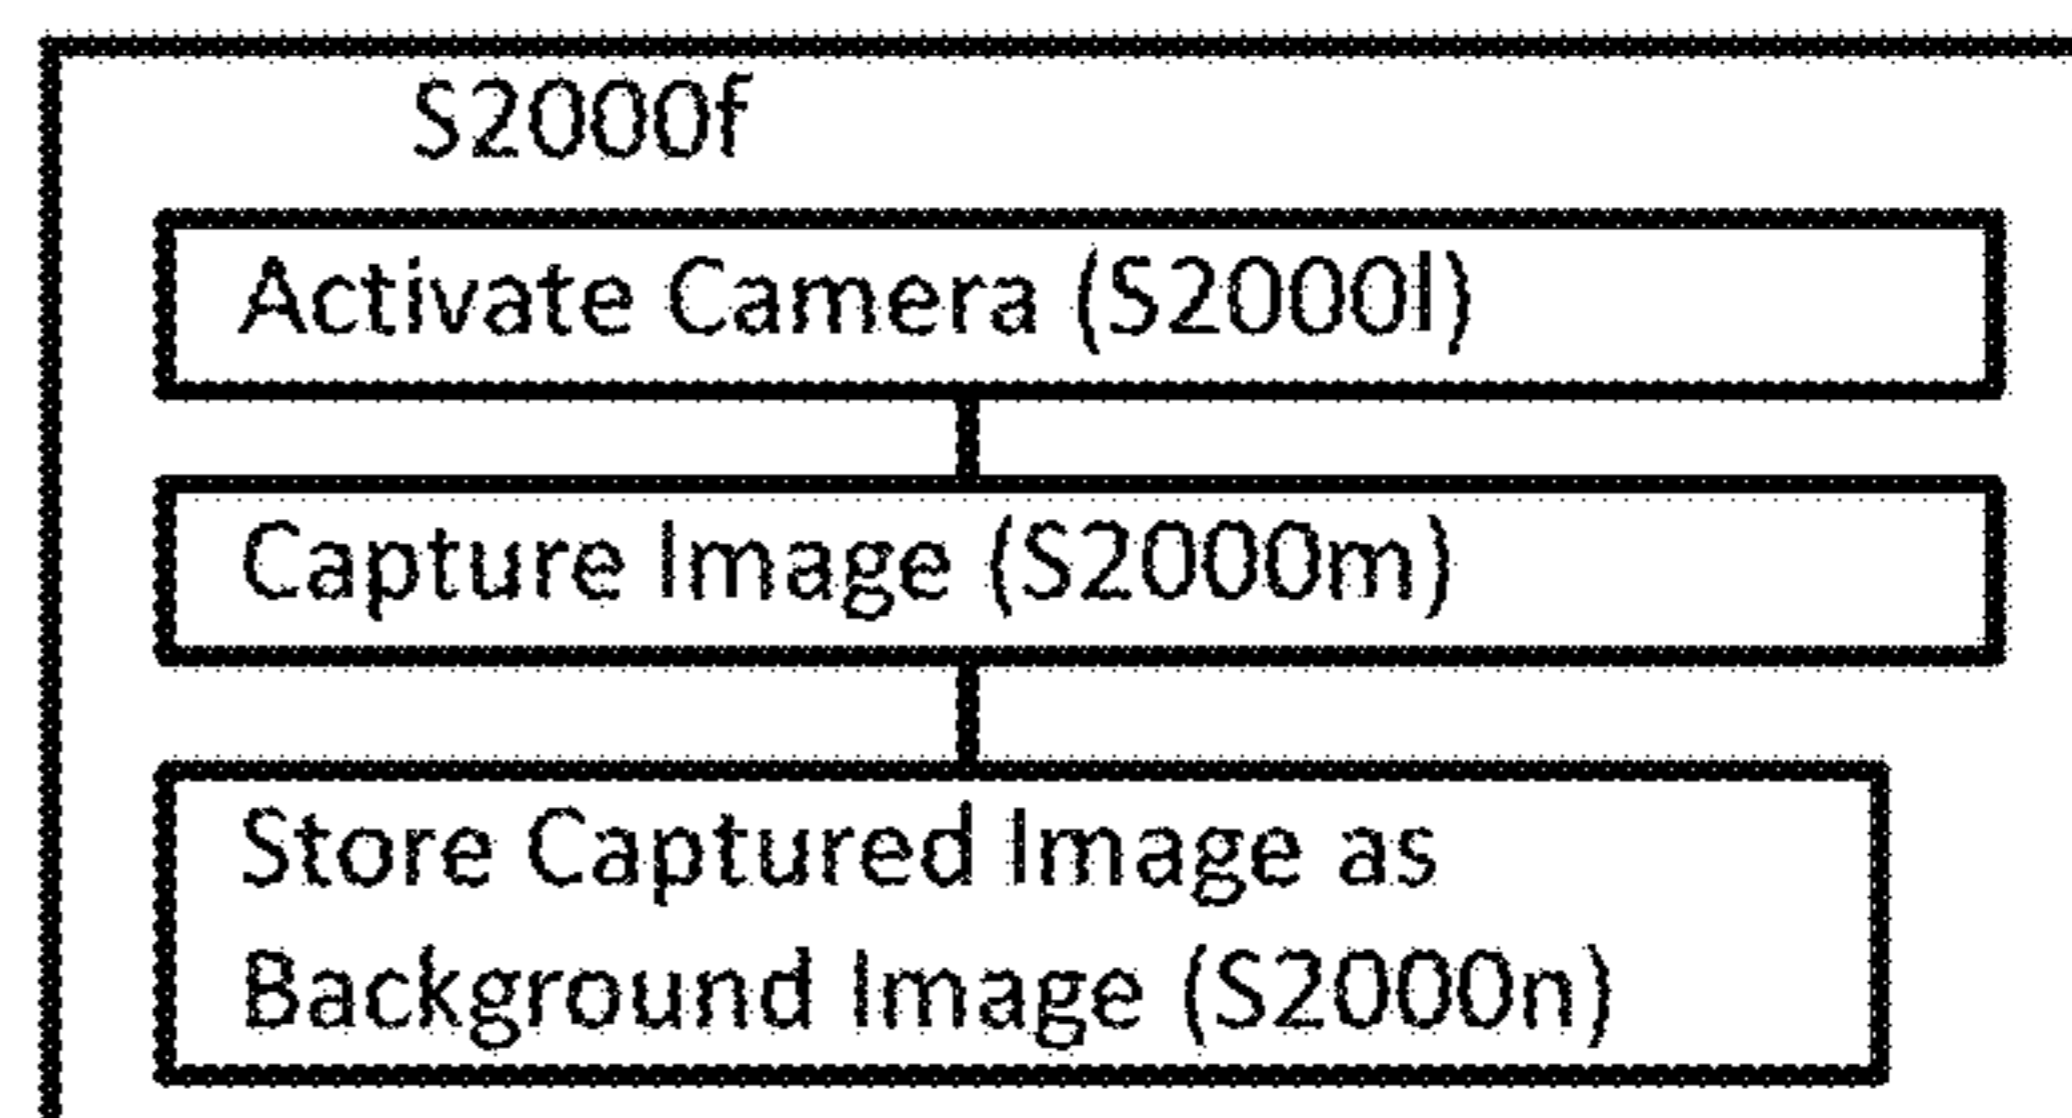 S2000f
Activate Camera (S2000l)
Capture Image (S2000m)
Store Captured Image as
Background Image (S2000n)